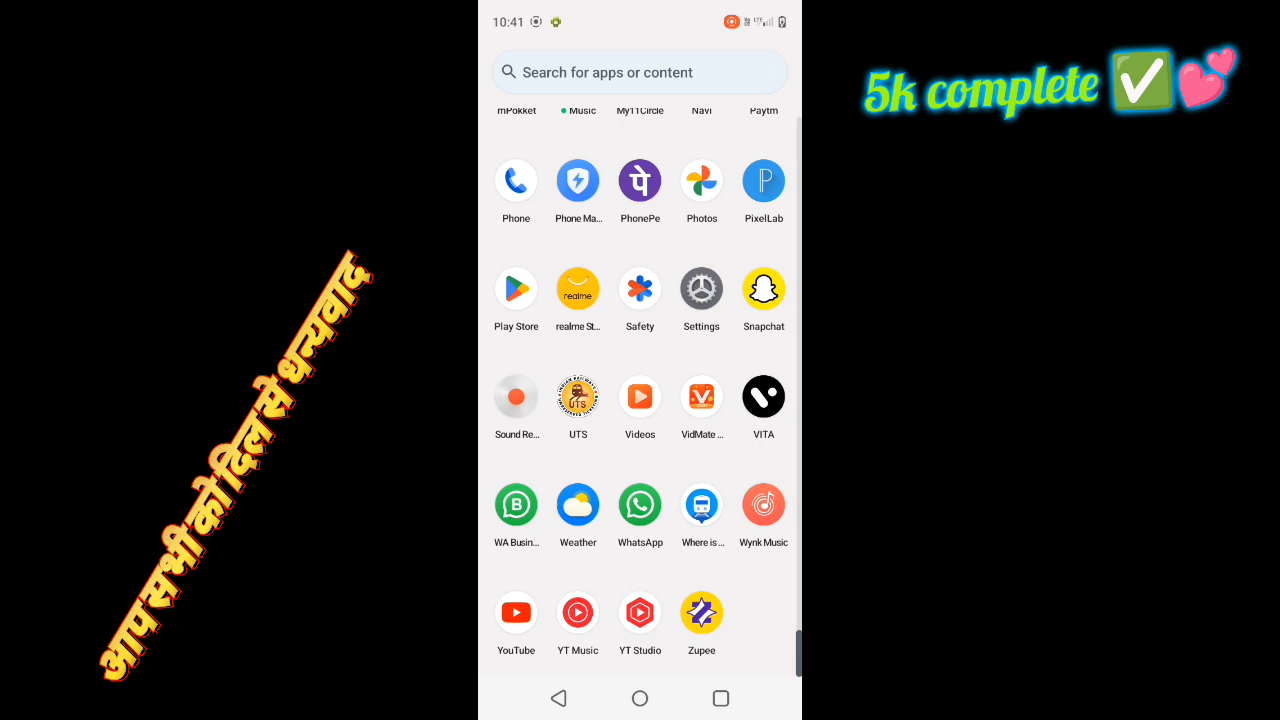 10:41
Search for apps or content
mPokket Music My11Circle Navi Paytm
Phone Phone Ma... PhonePe Photos PixelLab
Play Store realme St... Safety Settings Snapchat
Sound Re... UTS Videos VidMate ... VITA
WA Busin... Weather WhatsApp Where is ... Wynk Music
YouTube YT Music YT Studio Zupee
5k complete ✅💕
आप सभी को दिल से धन्यवाद